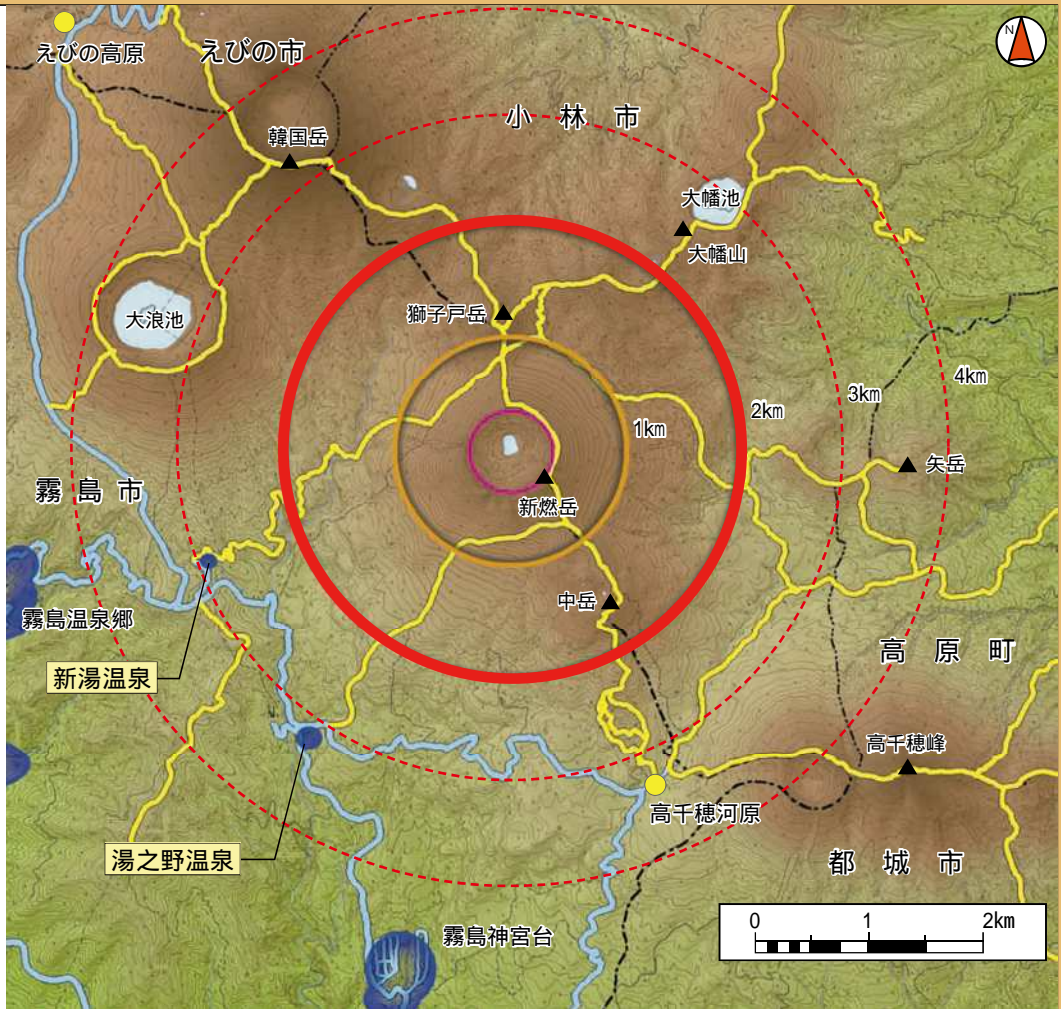 N
えびの高原
えびの市
小林市
韓国岳
大幡池
大幡山
獅子戸岳
大浪池
4km
3km
2km
1km
矢岳
霧島市
新燃岳
霧島温泉郷
中岳
高原町
新湯温泉
高千穂峰
高千穂河原
湯之野温泉
都城市
霧島神宮台
0 1 2km